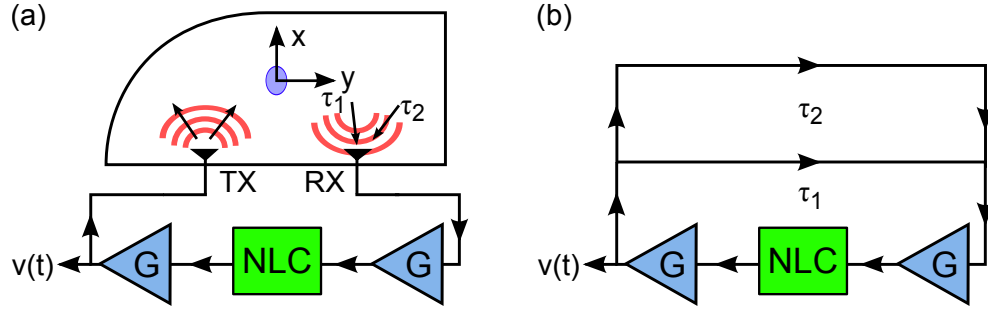 (a)
x
y
τ1
τ2
TX
RX
v(t)
G
NLC
G
(b)
τ2
τ1
v(t)
G
NLC
G